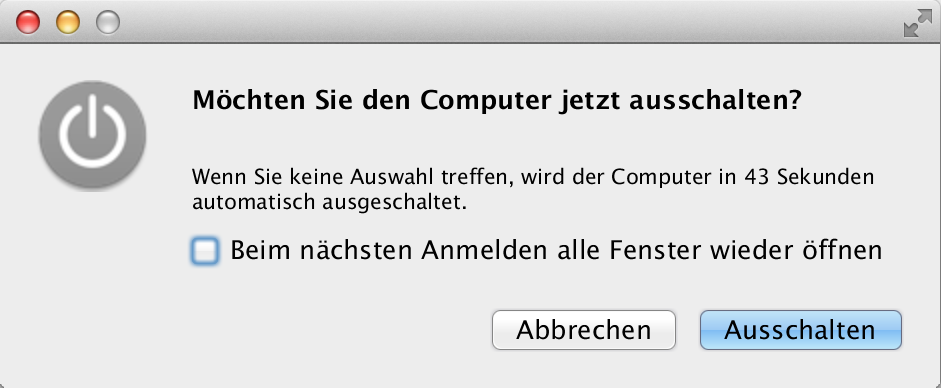 Möchten Sie den Computer jetzt ausschalten?
Wenn Sie keine Auswahl treffen, wird der Computer in 43 Sekunden
automatisch ausgeschaltet.
Beim nächsten Anmelden alle Fenster wieder öffnen
Abbrechen
Ausschalten